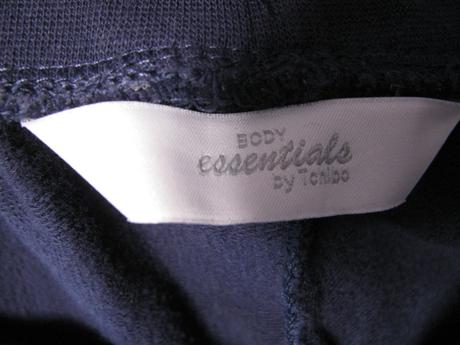 BODY
essentials
by Tchibo